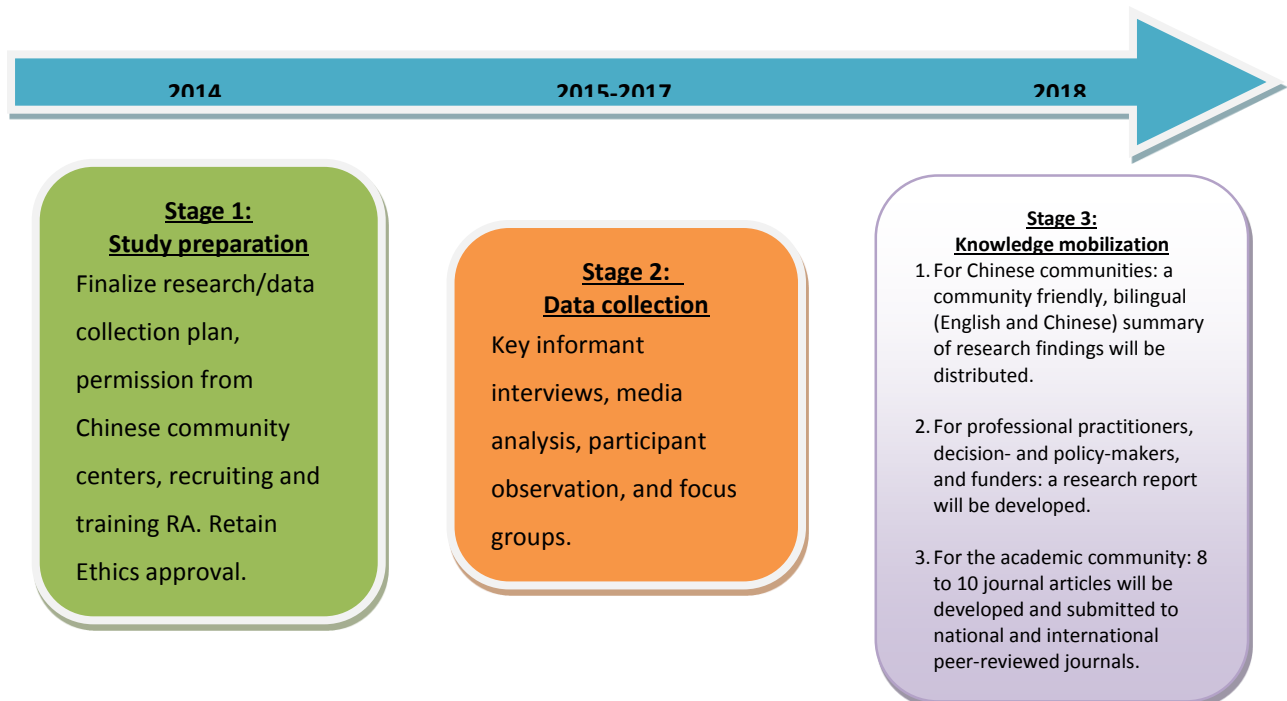 2014
2015-2017
2018
Stage 1:
Study preparation
Finalize research/data
collection plan,
permission from
Chinese community
centers, recruiting and
training RA. Retain
Ethics approval.
Stage 2:
Data collection
Key informant
interviews, media
analysis, participant
observation, and focus
groups.
Stage 3:
Knowledge mobilization
1. For Chinese communities: a
community friendly, bilingual
(English and Chinese) summary
of research findings will be
distributed.
2. For professional practitioners,
decision- and policy-makers,
and funders: a research report
will be developed.
3. For the academic community: 8
to 10 journal articles will be
developed and submitted to
national and international
peer-reviewed journals.